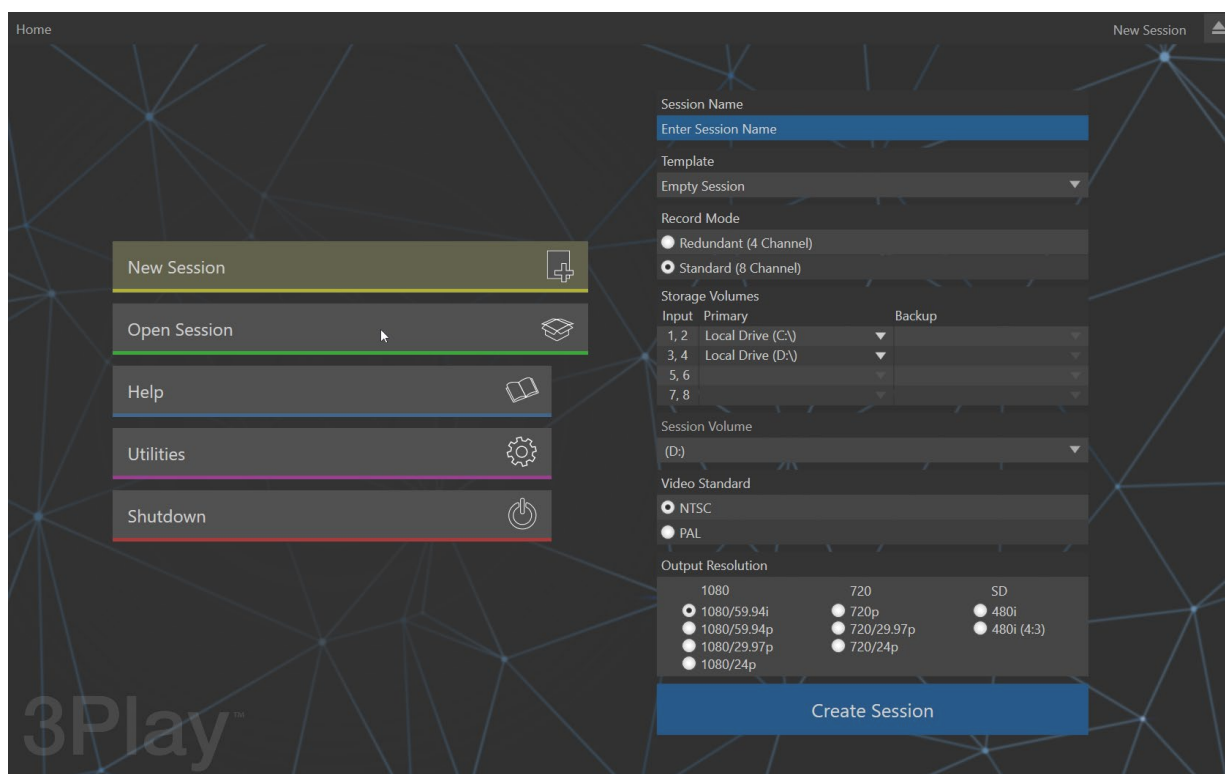 Home
New Session
New Session
Open Session
Help
Utilities
Shutdown
3Play™
Session Name
Enter Session Name
Template
Empty Session
Record Mode
Redundant (4 Channel)
Standard (8 Channel)
Storage Volumes
Input Primary Backup
1, 2 Local Drive (C:\)
3, 4 Local Drive (D:\)
5, 6
7, 8
Session Volume
(D:)
Video Standard
NTSC
PAL
Output Resolution
1080 720 SD
1080/59.94i 720p 480i
1080/59.94p 720/29.97p 480i (4:3)
1080/29.97p 720/24p
1080/24p
Create Session